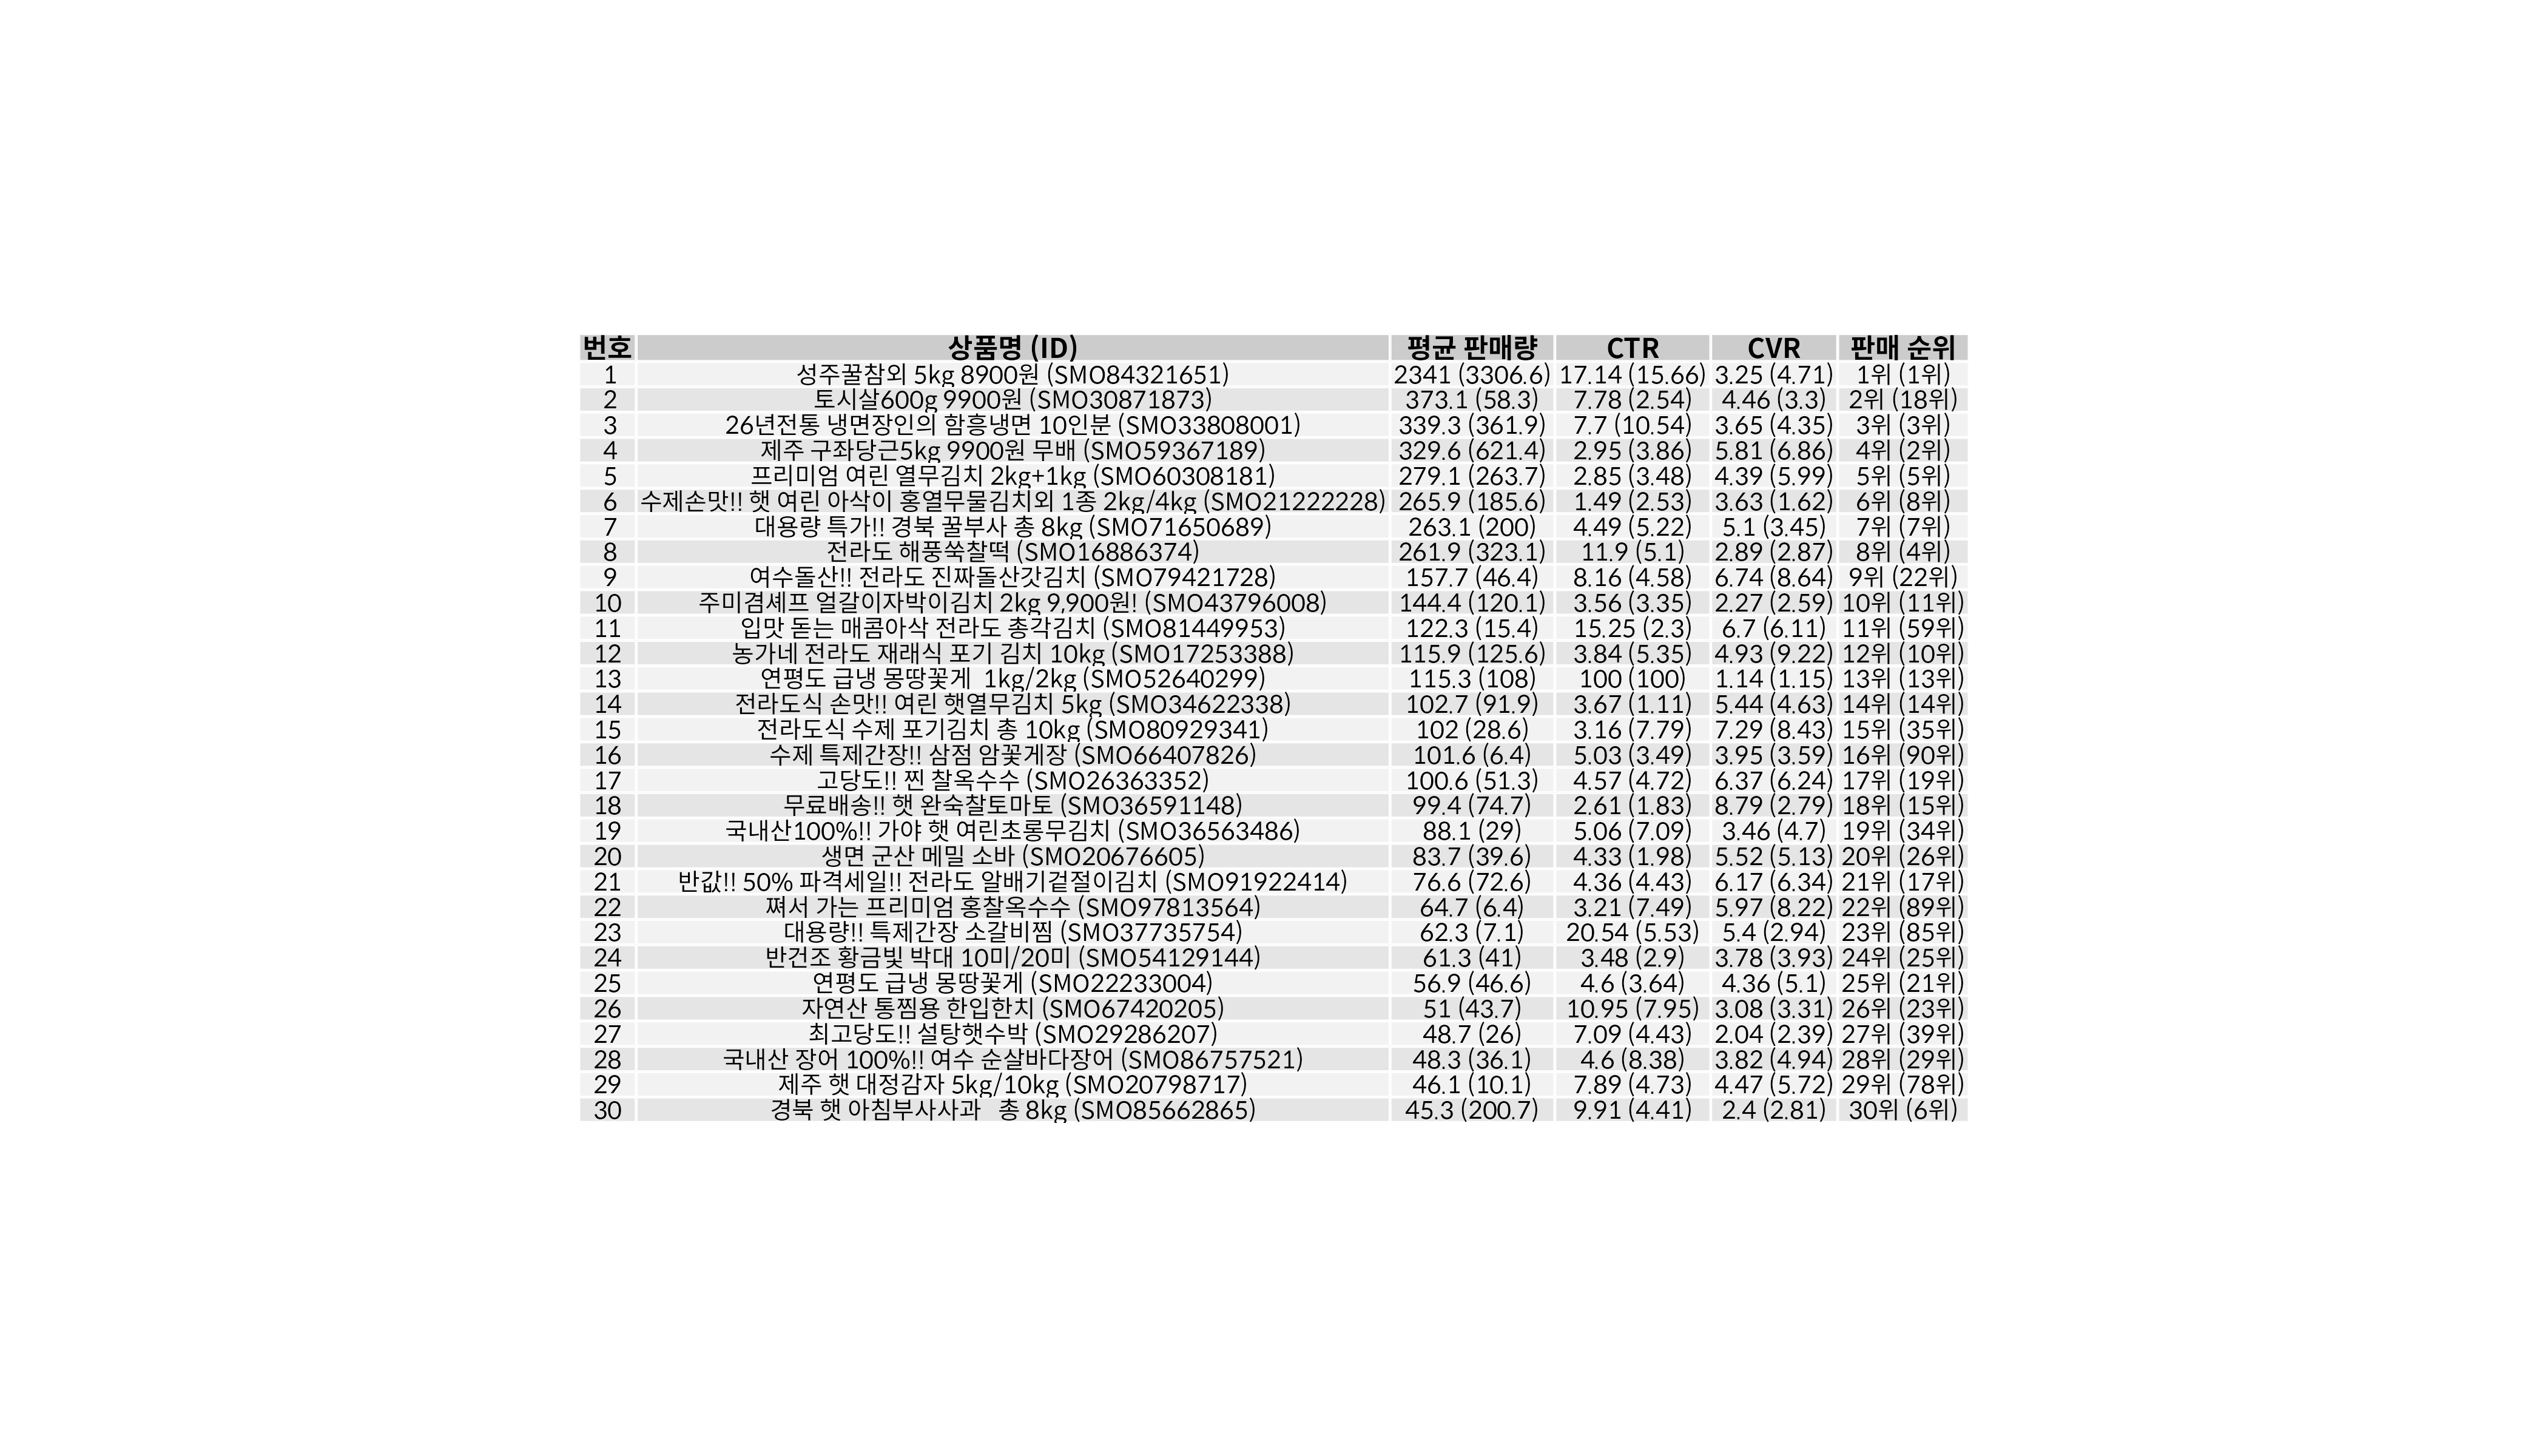 번호 상품명 (ID) 평균 판매량 CTR CVR 판매 순위
1 성주꿀참외 5kg 8900원 (SMO84321651) 2341 (3306.6) 17.14 (15.66) 3.25 (4.71) 1위 (1위)
2 토시살600g 9900원 (SMO30871873) 373.1 (58.3) 7.78 (2.54) 4.46 (3.3) 2위 (18위)
3 26년전통 냉면장인의 함흥냉면 10인분 (SMO33808001) 339.3 (361.9) 7.7 (10.54) 3.65 (4.35) 3위 (3위)
4 제주 구좌당근5kg 9900원 무배 (SMO59367189) 329.6 (621.4) 2.95 (3.86) 5.81 (6.86) 4위 (2위)
5 프리미엄 여린 열무김치 2kg+1kg (SMO60308181) 279.1 (263.7) 2.85 (3.48) 4.39 (5.99) 5위 (5위)
6 수제손맛!! 햇 여린 아삭이 홍열무물김치외 1종 2kg/4kg (SMO21222228) 265.9 (185.6) 1.49 (2.53) 3.63 (1.62) 6위 (8위)
7 대용량 특가!! 경북 꿀부사 총 8kg (SMO71650689) 263.1 (200) 4.49 (5.22) 5.1 (3.45) 7위 (7위)
8 전라도 해풍쑥찰떡 (SMO16886374) 261.9 (323.1) 11.9 (5.1) 2.89 (2.87) 8위 (4위)
9 여수돌산!! 전라도 진짜돌산갓김치 (SMO79421728) 157.7 (46.4) 8.16 (4.58) 6.74 (8.64) 9위 (22위)
10 주미겸셰프 얼갈이자박이김치 2kg 9,900원! (SMO43796008) 144.4 (120.1) 3.56 (3.35) 2.27 (2.59) 10위 (11위)
11 입맛 돋는 매콤아삭 전라도 총각김치 (SMO81449953) 122.3 (15.4) 15.25 (2.3) 6.7 (6.11) 11위 (59위)
12 농가네 전라도 재래식 포기 김치 10kg (SMO17253388) 115.9 (125.6) 3.84 (5.35) 4.93 (9.22) 12위 (10위)
13 연평도 급냉 몽땅꽃게 1kg/2kg (SMO52640299) 115.3 (108) 100 (100) 1.14 (1.15) 13위 (13위)
14 전라도식 손맛!! 여린 햇열무김치 5kg (SMO34622338) 102.7 (91.9) 3.67 (1.11) 5.44 (4.63) 14위 (14위)
15 전라도식 수제 포기김치 총 10kg (SMO80929341) 102 (28.6) 3.16 (7.79) 7.29 (8.43) 15위 (35위)
16 수제 특제간장!! 삼점 암꽃게장 (SMO66407826) 101.6 (6.4) 5.03 (3.49) 3.95 (3.59) 16위 (90위)
17 고당도!! 찐 찰옥수수 (SMO26363352) 100.6 (51.3) 4.57 (4.72) 6.37 (6.24) 17위 (19위)
18 무료배송!! 햇 완숙찰토마토 (SMO36591148) 99.4 (74.7) 2.61 (1.83) 8.79 (2.79) 18위 (15위)
19 국내산100%!! 가야 햇 여린초롱무김치 (SMO36563486) 88.1 (29) 5.06 (7.09) 3.46 (4.7) 19위 (34위)
20 생면 군산 메밀 소바 (SMO20676605) 83.7 (39.6) 4.33 (1.98) 5.52 (5.13) 20위 (26위)
21 반값!! 50% 파격세일!! 전라도 알배기겉절이김치 (SMO91922414) 76.6 (72.6) 4.36 (4.43) 6.17 (6.34) 21위 (17위)
22 쪄서 가는 프리미엄 홍찰옥수수 (SMO97813564) 64.7 (6.4) 3.21 (7.49) 5.97 (8.22) 22위 (89위)
23 대용량!! 특제간장 소갈비찜 (SMO37735754) 62.3 (7.1) 20.54 (5.53) 5.4 (2.94) 23위 (85위)
24 반건조 황금빛 박대 10미/20미 (SMO54129144) 61.3 (41) 3.48 (2.9) 3.78 (3.93) 24위 (25위)
25 연평도 급냉 몽땅꽃게 (SMO22233004) 56.9 (46.6) 4.6 (3.64) 4.36 (5.1) 25위 (21위)
26 자연산 통찜용 한입한치 (SMO67420205) 51 (43.7) 10.95 (7.95) 3.08 (3.31) 26위 (23위)
27 최고당도!! 설탕햇수박 (SMO29286207) 48.7 (26) 7.09 (4.43) 2.04 (2.39) 27위 (39위)
28 국내산 장어 100%!! 여수 순살바다장어 (SMO86757521) 48.3 (36.1) 4.6 (8.38) 3.82 (4.94) 28위 (29위)
29 제주 햇 대정감자 5kg/10kg (SMO20798717) 46.1 (10.1) 7.89 (4.73) 4.47 (5.72) 29위 (78위)
30 경북 햇 아침부사사과 총 8kg (SMO85662865) 45.3 (200.7) 9.91 (4.41) 2.4 (2.81) 30위 (6위)